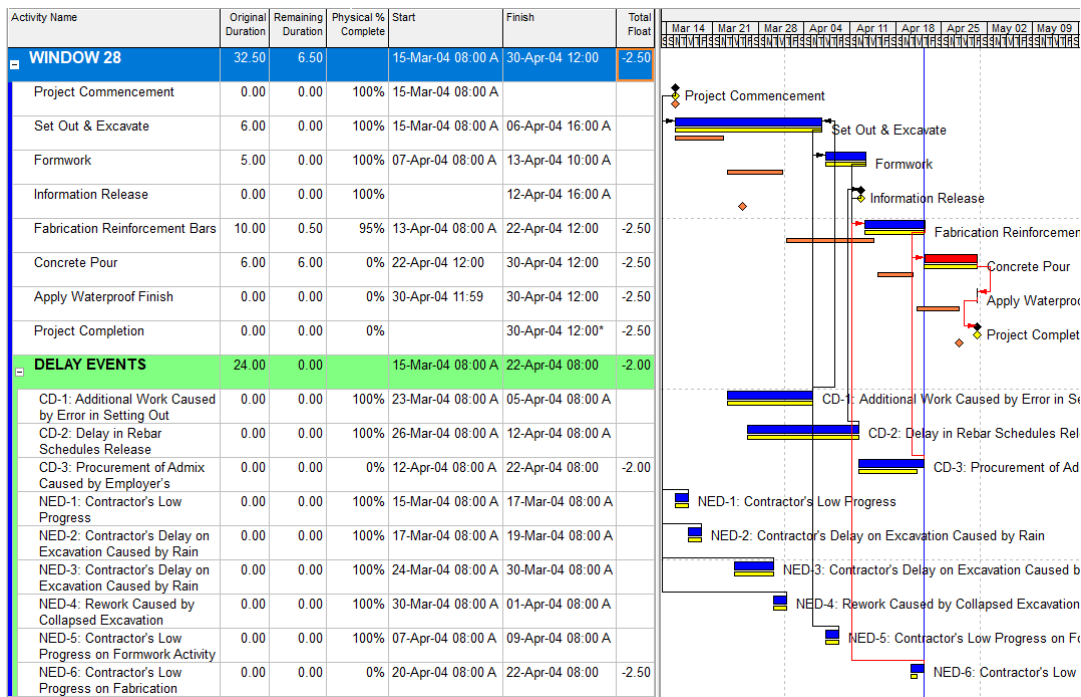 Activity Name Original Remaining Physical % Start Finish Total
Duration Duration Complete Float
Mar 14 Mar 21 Mar 28 Apr 04 Apr 11 Apr 18 Apr 25 May 02 May 09
WINDOW 28 32.50 6.50 15-Mar-04 08:00 A 30-Apr-04 12:00 -2.50
Project Commencement 0.00 0.00 100% 15-Mar-04 08:00 A Project Commencement
Set Out & Excavate 6.00 0.00 100% 15-Mar-04 08:00 A 06-Apr-04 16:00 A Set Out & Excavate
Formwork 5.00 0.00 100% 07-Apr-04 08:00 A 13-Apr-04 10:00 A Formwork
Information Release 0.00 0.00 100% 12-Apr-04 16:00 A Information Release
Fabrication Reinforcement Bars 10.00 0.50 95% 13-Apr-04 08:00 A 22-Apr-04 12:00 -2.50 Fabrication Reinforcemen
Concrete Pour 6.00 6.00 0% 22-Apr-04 12:00 30-Apr-04 12:00 -2.50 Concrete Pour
Apply Waterproof Finish 0.00 0.00 0% 30-Apr-04 11:59 30-Apr-04 12:00 -2.50 Apply Waterproo
Project Completion 0.00 0.00 0% 30-Apr-04 12:00* -2.50 Project Complet
DELAY EVENTS 24.00 0.00 15-Mar-04 08:00 A 22-Apr-04 08:00 -2.00
CD-1: Additional Work Caused 0.00 0.00 100% 23-Mar-04 08:00 A 05-Apr-04 08:00 A CD-1: Additional Work Caused by Error in Se
by Error in Setting Out
CD-2: Delay in Rebar 0.00 0.00 100% 26-Mar-04 08:00 A 12-Apr-04 08:00 A CD-2: Delay in Rebar Schedules Rele
Schedules Release
CD-3: Procurement of Admix 0.00 0.00 0% 12-Apr-04 08:00 A 22-Apr-04 08:00 -2.00 CD-3: Procurement of Ad
Caused by Employer's
NED-1: Contractor's Low 0.00 0.00 100% 15-Mar-04 08:00 A 17-Mar-04 08:00 A NED-1: Contractor's Low Progress
Progress
NED-2: Contractor's Delay on 0.00 0.00 100% 17-Mar-04 08:00 A 19-Mar-04 08:00 A NED-2: Contractor's Delay on Excavation Caused by Rain
Excavation Caused by Rain
NED-3: Contractor's Delay on 0.00 0.00 100% 24-Mar-04 08:00 A 30-Mar-04 08:00 A NED-3: Contractor's Delay on Excavation Caused b
Excavation Caused by Rain
NED-4: Rework Caused by 0.00 0.00 100% 30-Mar-04 08:00 A 01-Apr-04 08:00 A NED-4: Rework Caused by Collapsed Excavation
Collapsed Excavation
NED-5: Contractor's Low 0.00 0.00 100% 07-Apr-04 08:00 A 09-Apr-04 08:00 A NED-5: Contractor's Low Progress on Fo
Progress on Formwork Activity
NED-6: Contractor's Low 0.00 0.00 0% 20-Apr-04 08:00 A 22-Apr-04 08:00 -2.50 NED-6: Contractor's Low
Progress on Fabrication